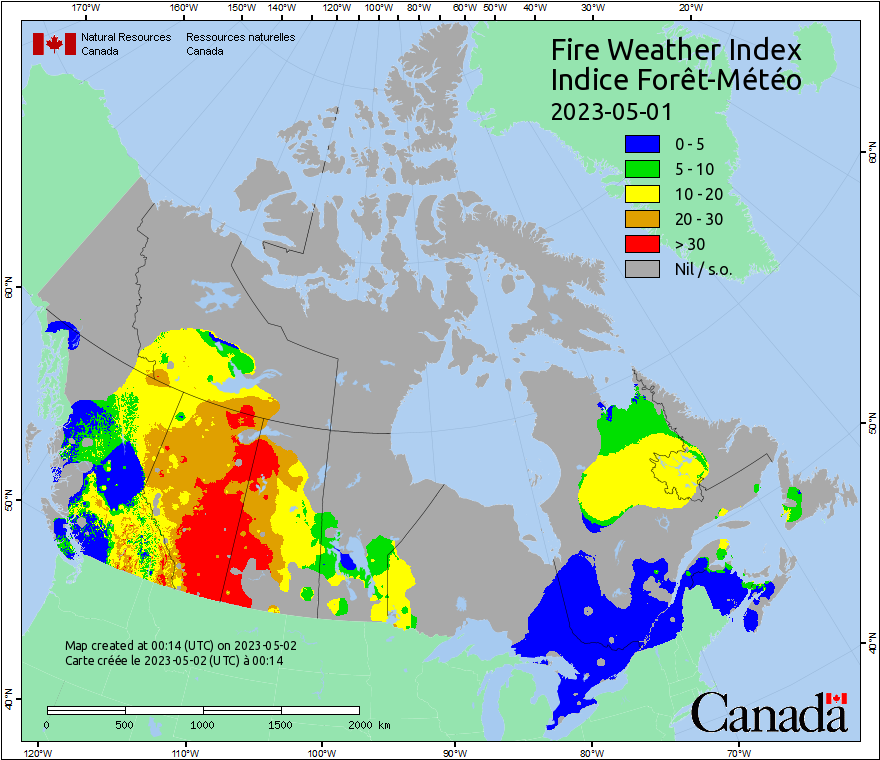 170°W 160°W 150°W 140°W 130°W 120°W 110°W 100°W 90°W 80°W 70°W 60°W 50°W 40°W 30°W 20°W
Natural Resources Ressources naturelles
Canada Canada
Fire Weather Index
Indice Forêt-Météo
2023-05-01
0 - 5
5 - 10
10 - 20
20 - 30
> 30
Nil / s.o.
60°N 60°N
50°N 50°N
40°N 40°N
Map created at 00:14 (UTC) on 2023-05-02
Carte créée le 2023-05-02 (UTC) à 00:14
0 500 1000 1500 2000 km
Canada
120°W 110°W 100°W 90°W 80°W 70°W